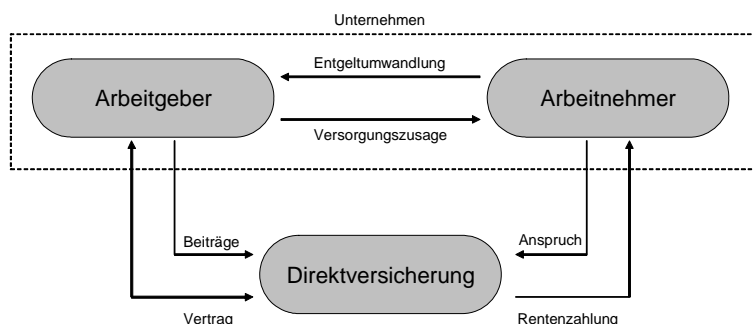 Unternehmen
Entgeltumwandlung
Arbeitgeber
Arbeitnehmer
Versorgungszusage
Beiträge
Anspruch
Direktversicherung
Vertrag
Rentenzahlung